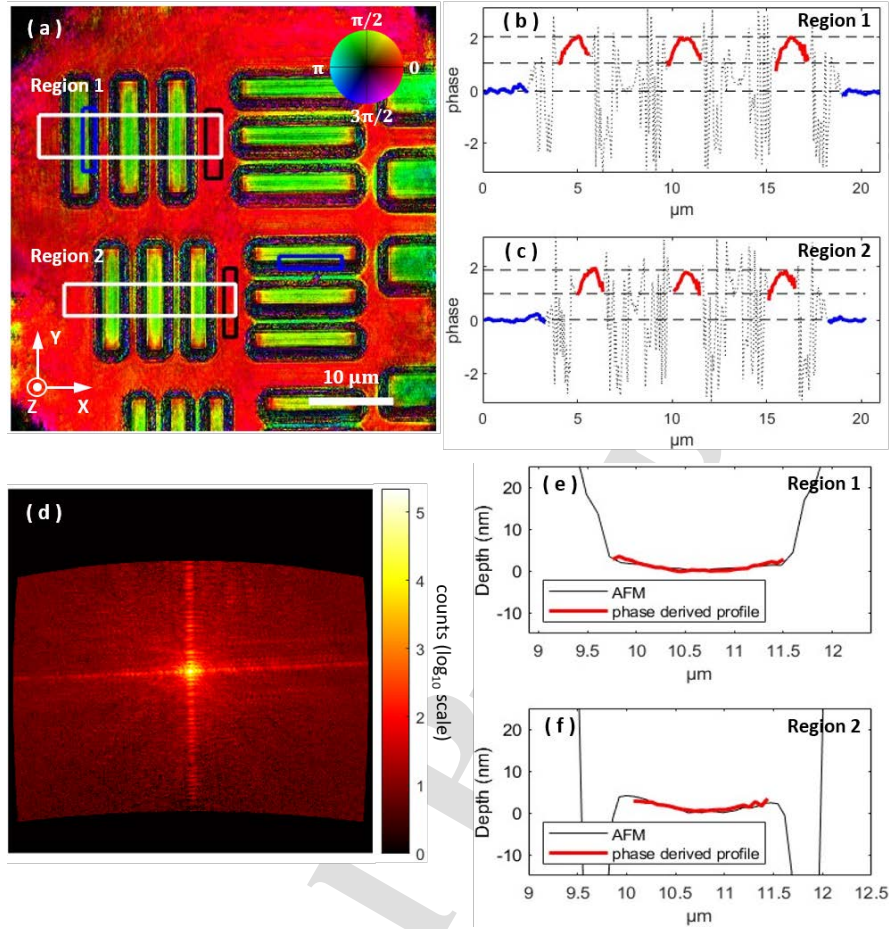 ( a )
π/2
π
0
3π/2
Region 1
Region 2
Y
Z
X
10 μm
( b )
Region 1
phase
2
1
0
-2
0
5
10
15
20
μm
( c )
Region 2
phase
2
1
0
-2
0
5
10
15
20
μm
( d )
5
4
3
2
1
0
counts (log10 scale)
( e )
Region 1
Depth (nm)
20
10
0
-10
AFM
phase derived profile
9
9.5
10
10.5
11
11.5
12
μm
( f )
Region 2
Depth (nm)
20
10
0
-10
AFM
phase derived profile
9
9.5
10
10.5
11
11.5
12
12.5
μm